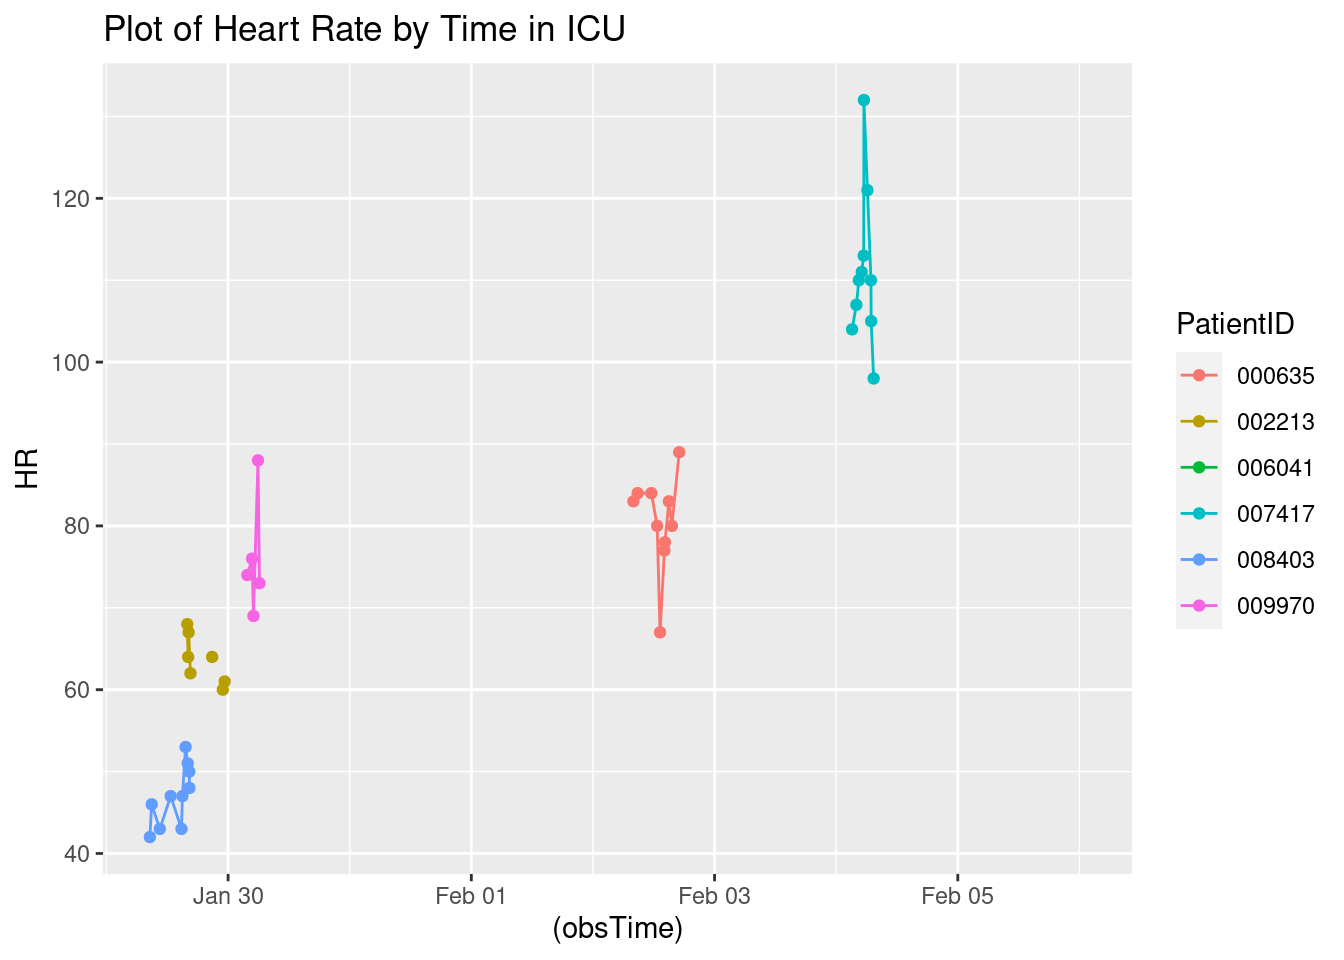 Plot of Heart Rate by Time in ICU
HR
120
100
80
60
40
Jan 30
Feb 01
Feb 03
Feb 05
(obsTime)
PatientID
000635
002213
006041
007417
008403
009970